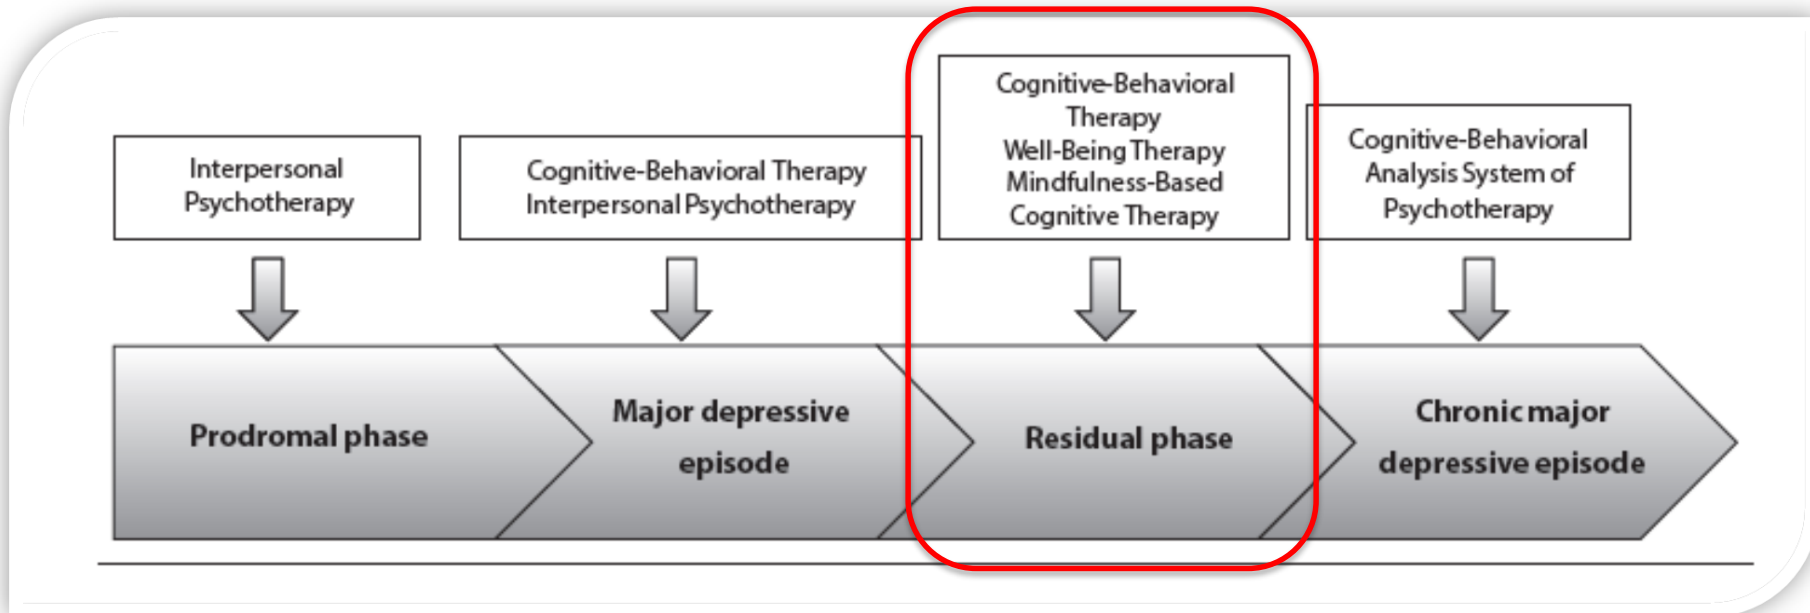 Interpersonal
Psychotherapy
Cognitive-Behavioral Therapy
Interpersonal Psychotherapy
Cognitive-Behavioral
Therapy
Well-Being Therapy
Mindfulness-Based
Cognitive Therapy
Cognitive-Behavioral
Analysis System of
Psychotherapy
Prodromal phase
Major depressive
episode
Residual phase
Chronic major
depressive episode